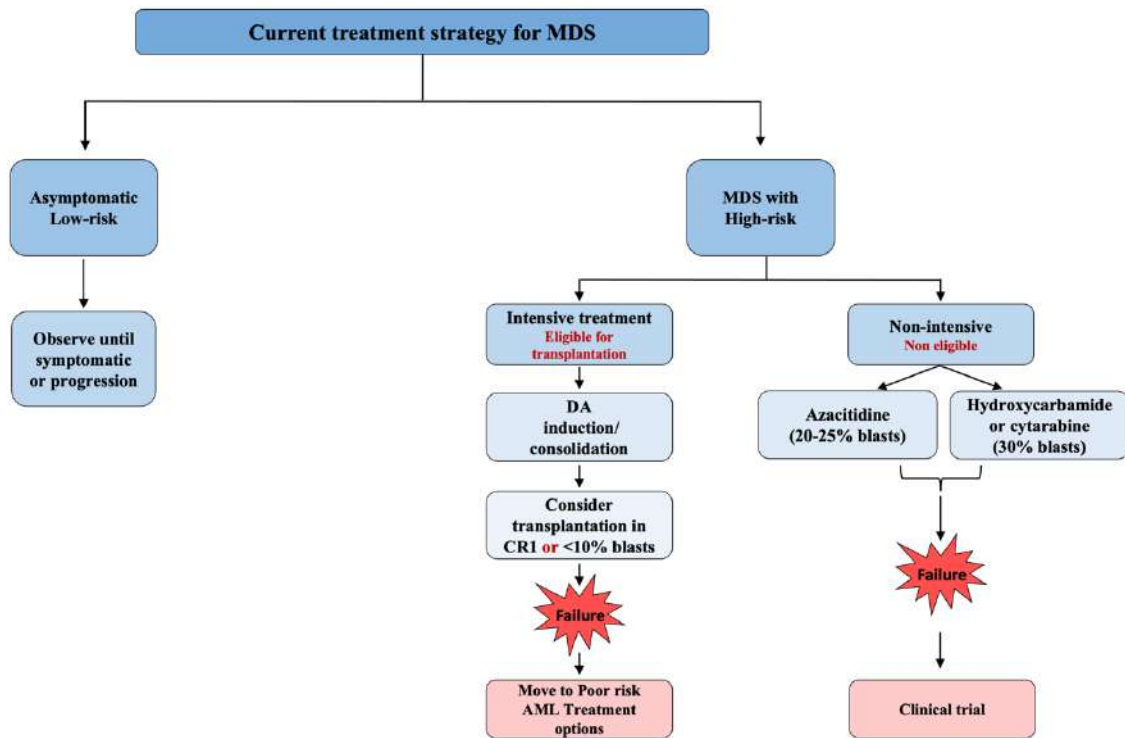 Current treatment strategy for MDS
Asymptomatic
Low-risk
MDS with
High-risk
Observe until
symptomatic
or progression
Intensive treatment
Eligible for
transplantation
Non-intensive
Non eligible
DA
induction/
consolidation
Azacitidine
(20-25% blasts)
Hydroxycarbamide
or cytarabine
(30% blasts)
Consider
transplantation in
CR1 or <10% blasts
Failure
Failure
Move to Poor risk
AML Treatment
options
Clinical trial